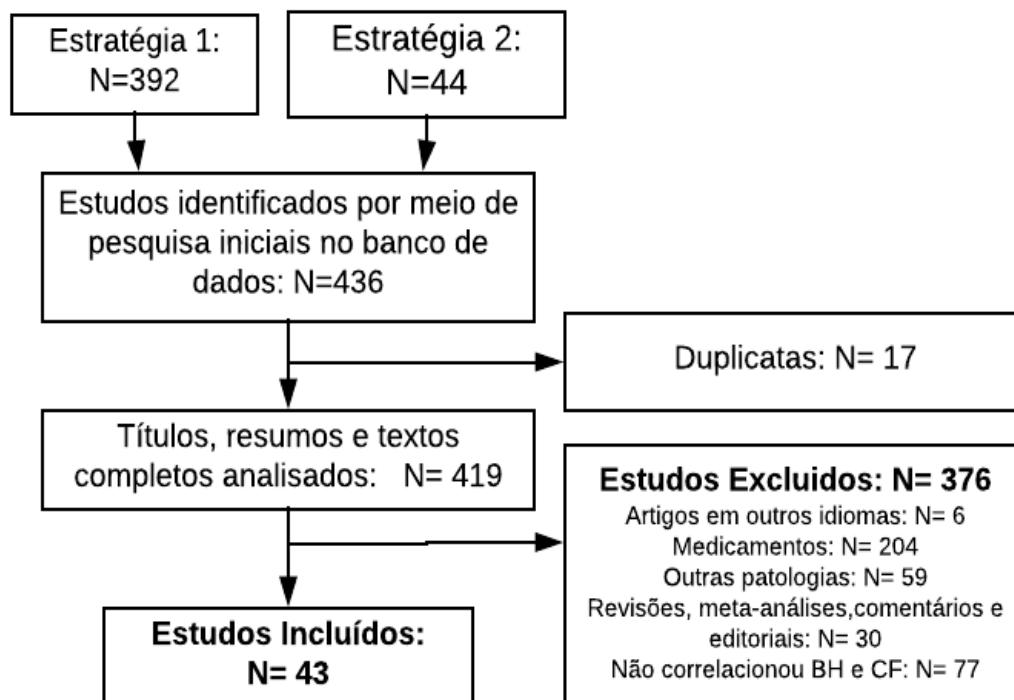 Estratégia 1:
N=392
Estratégia 2:
N=44
Estudos identificados por meio de
pesquisa iniciais no banco de
dados: N=436
Duplicatas: N= 17
Títulos, resumos e textos
completos analisados: N= 419
Estudos Excluidos: N= 376
Artigos em outros idiomas: N= 6
Medicamentos: N= 204
Outras patologias: N= 59
Revisões, meta-análises,comentários e
editoriais: N= 30
Não correlacionou BH e CF: N= 77
Estudos Incluídos:
N= 43